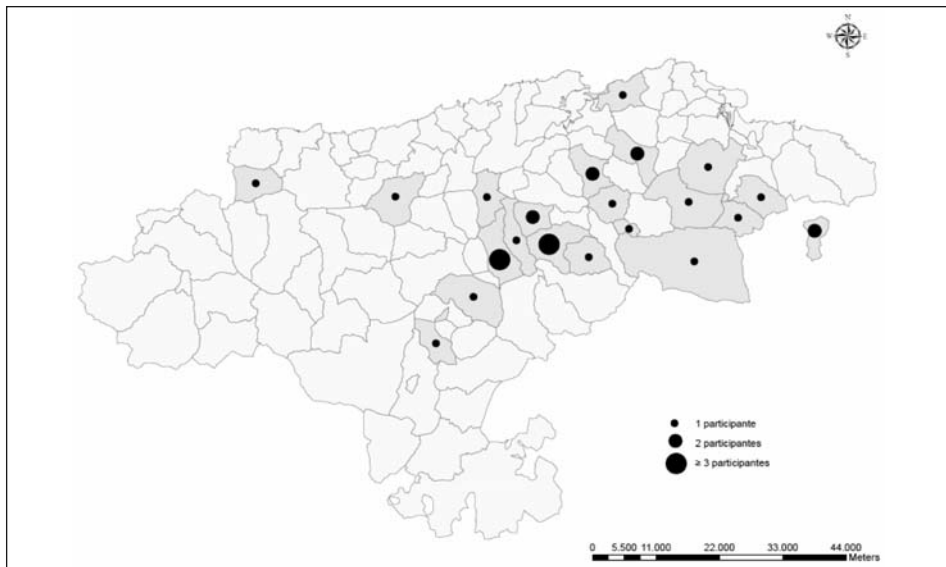 N
W E
S
1 participante
2 participantes
≥ 3 participantes
0 5.500 11.000 22.000 33.000 44.000
Meters